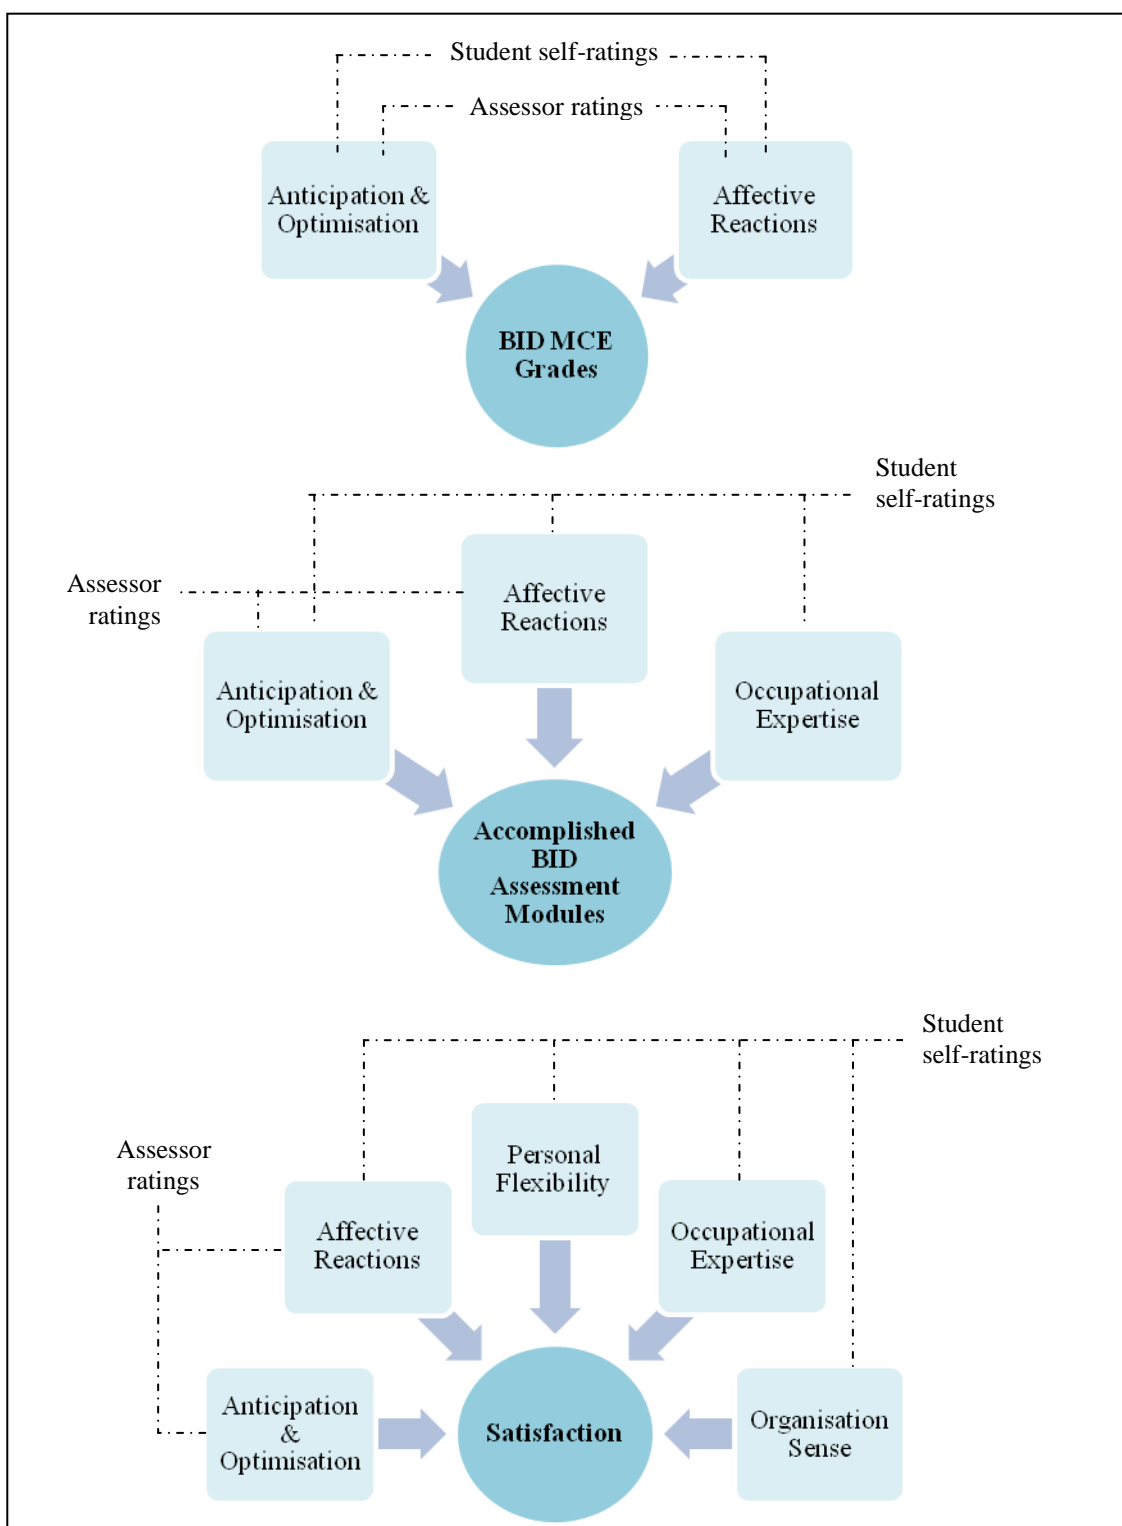 Student self-ratings
Assessor ratings
Anticipation &
Optimisation
Affective
Reactions
BID MCE
Grades
Student
self-ratings
Assessor
ratings
Affective
Reactions
Anticipation &
Optimisation
Occupational
Expertise
Accomplished
BID
Assessment
Modules
Student
self-ratings
Assessor
ratings
Personal
Flexibility
Affective
Reactions
Occupational
Expertise
Anticipation
&
Optimisation
Satisfaction
Organisation
Sense